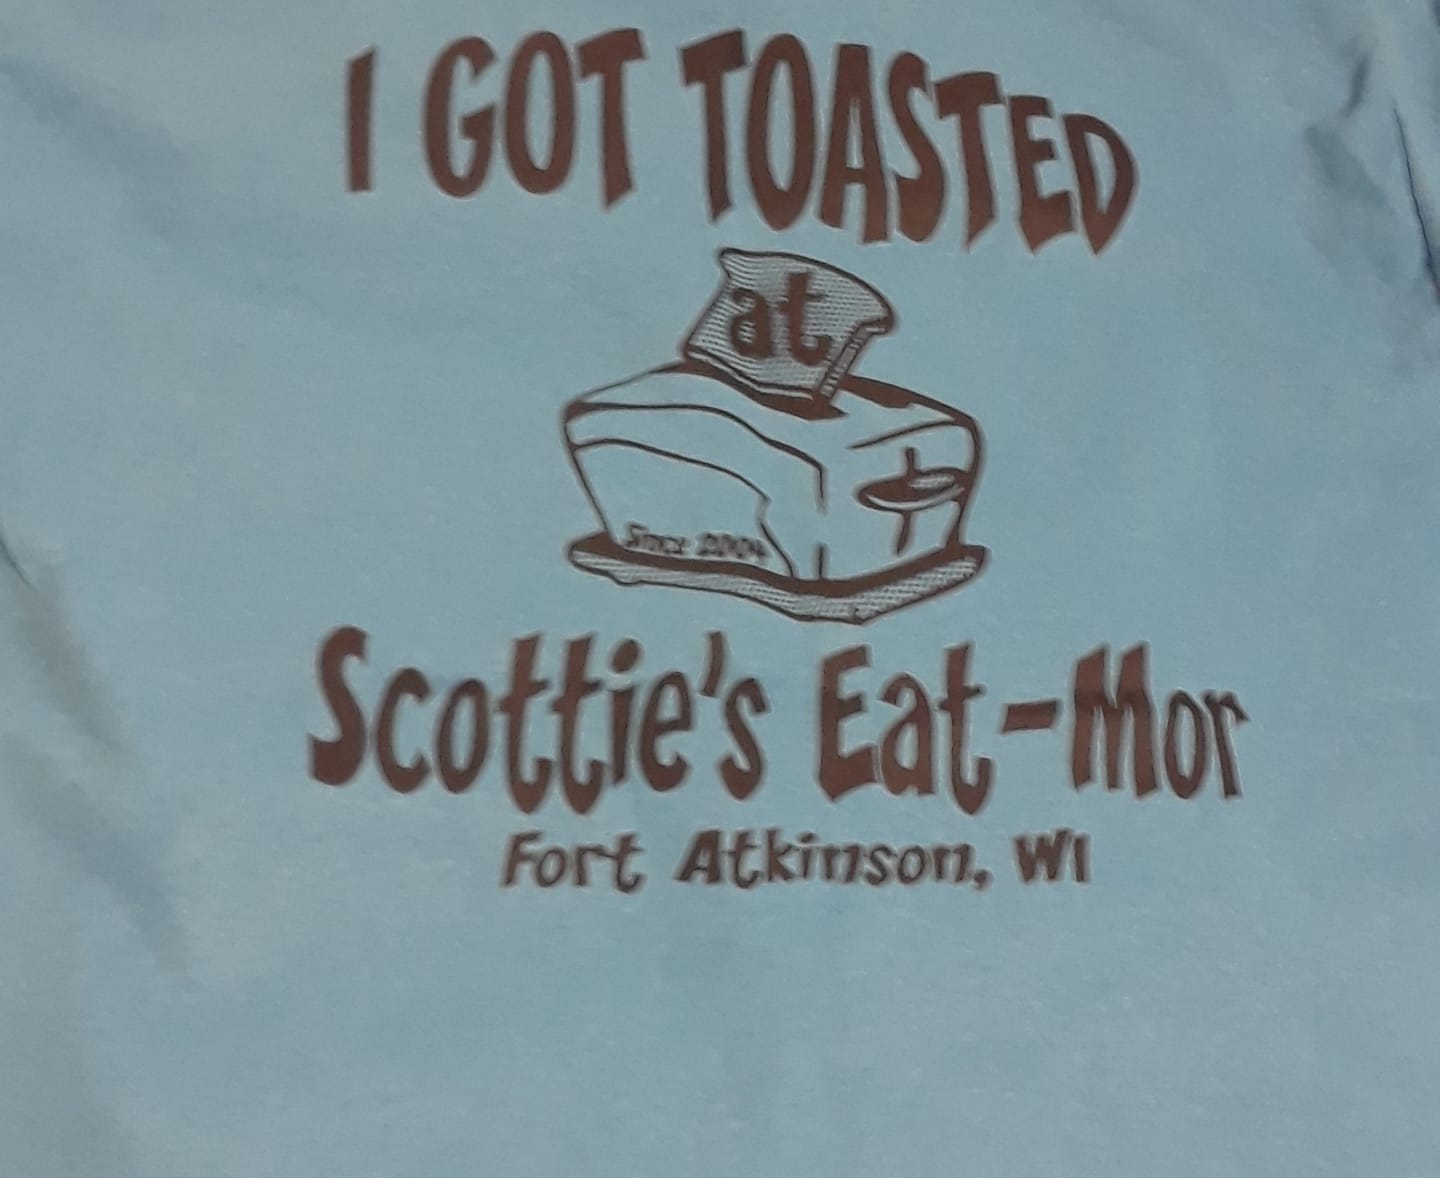 I GOT TOASTED
at
Since 2004
Scottie's Eat-Mor
Fort Atkinson, WI